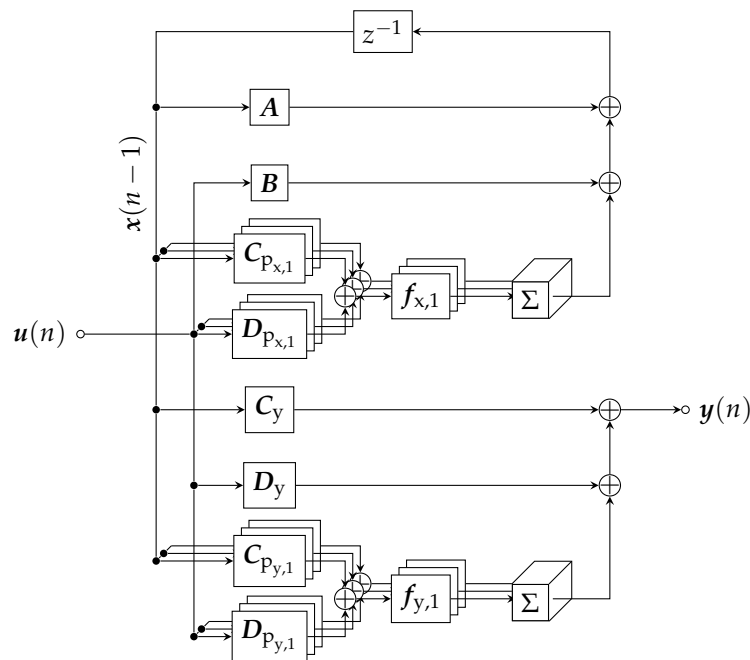 z⁻¹
A
x(n − 1)
B
C_{p_{x,1}}
f_{x,1}
Σ
D_{p_{x,1}}
u(n)
C_y
y(n)
D_y
C_{p_{y,1}}
f_{y,1}
Σ
D_{p_{y,1}}